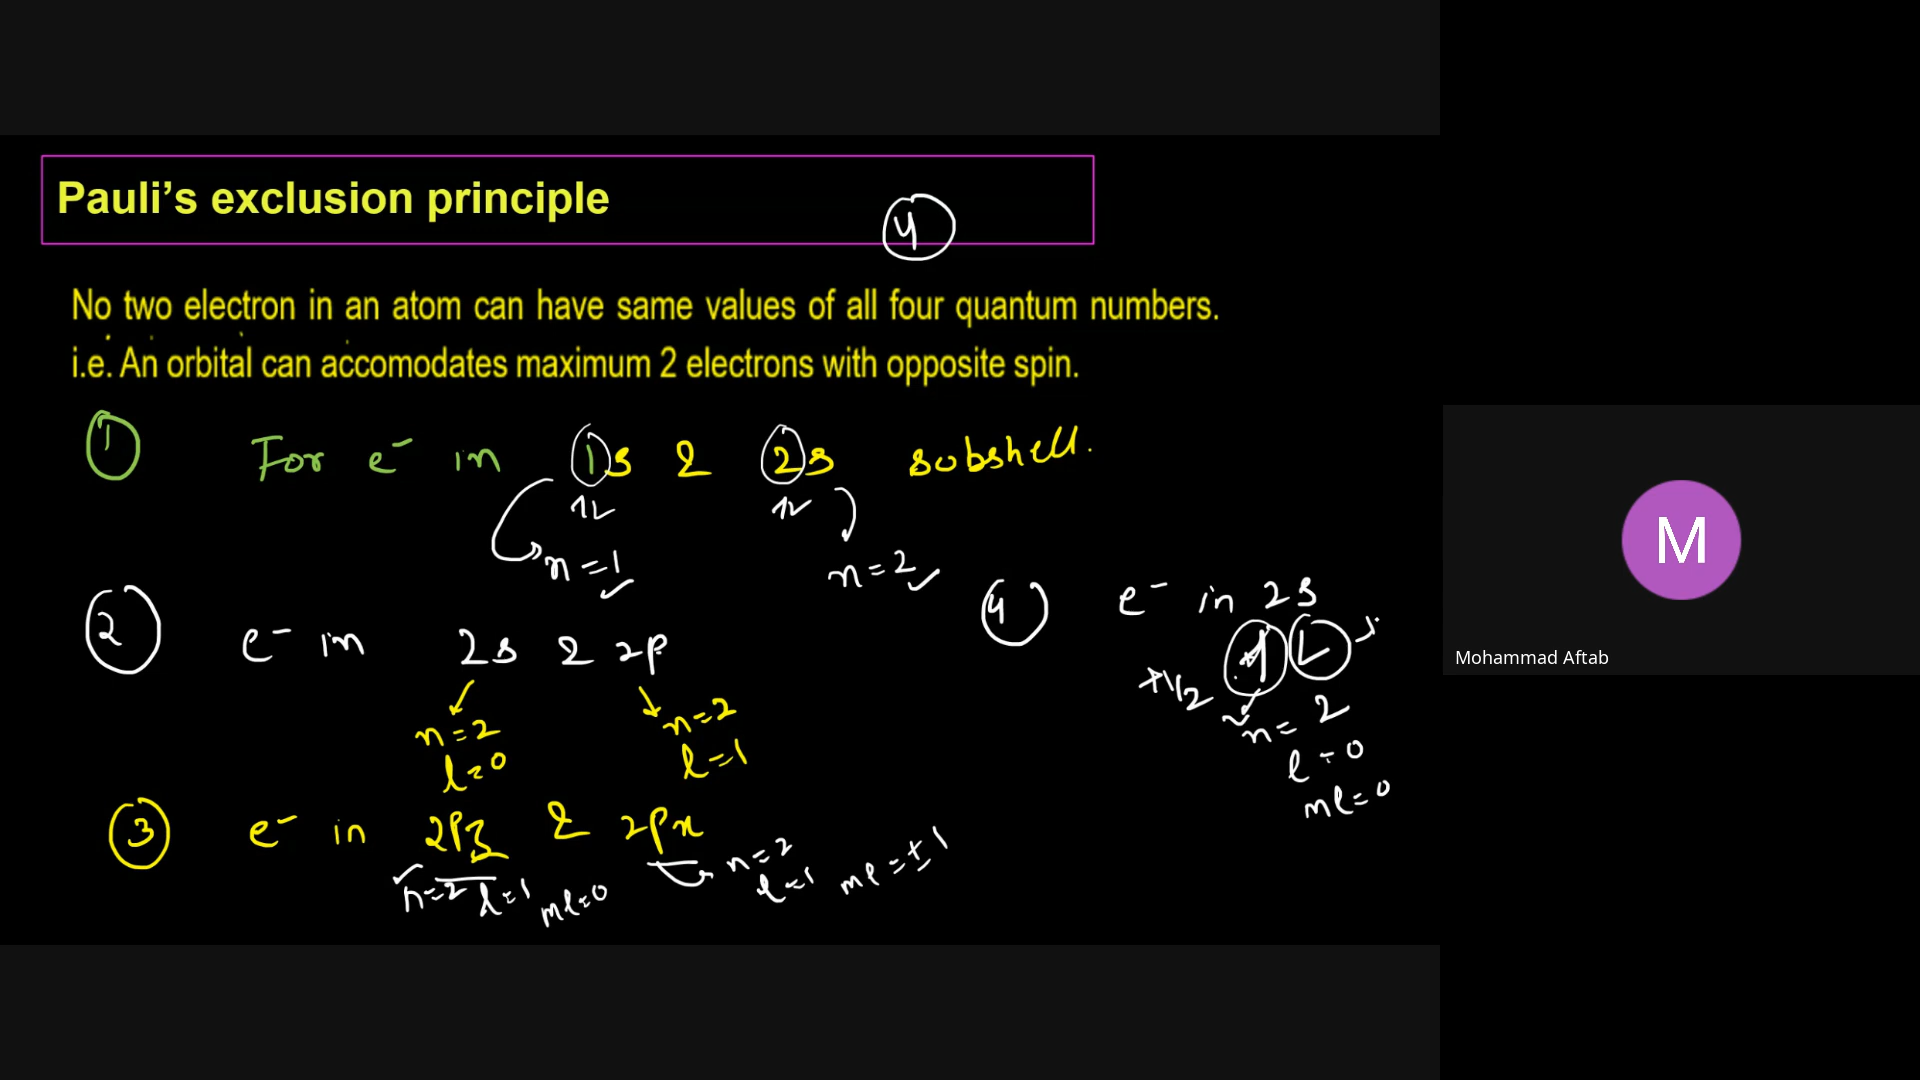 Pauli's exclusion principle
4
No two electron in an atom can have same values of all four quantum numbers.
i.e. An orbital can accomodates maximum 2 electrons with opposite spin.
1 For e⁻ in 1s & 2s subshell.
↑↓ ↑↓
n=1 n=2
2 e⁻ in 2s & 2p
n=2 n=2
l=0 l=1
3 e⁻ in 2pz & 2px
n=2 l=1 ml=0
n=2 l=1 ml=±1
4 e⁻ in 2s
+1/2
n=2
l=0
ml=0
M
Mohammad Aftab